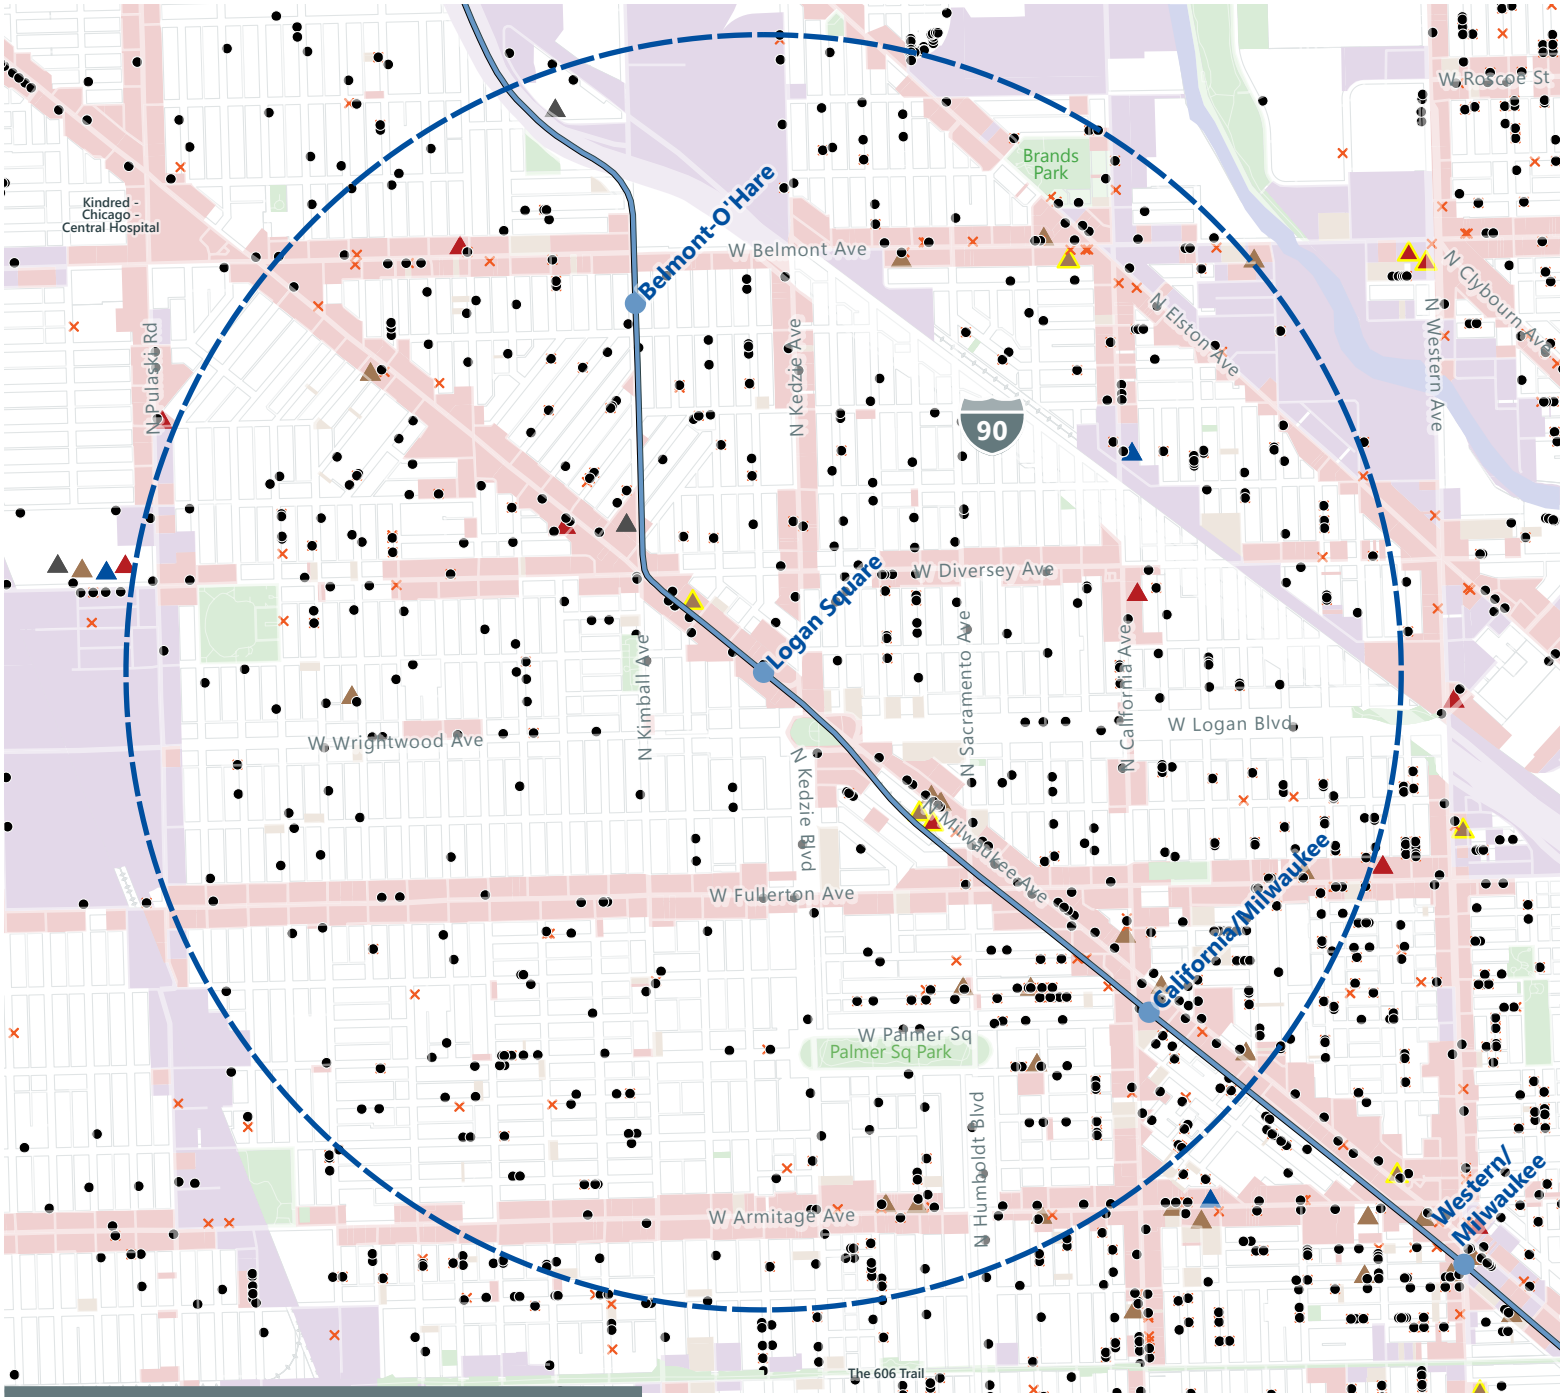 W Roscoe St
Brands
Park
Kindred -
Chicago -
Central Hospital
Belmont-O'Hare
W Belmont Ave
N Clybourn Ave
N Elston Ave
N Western Ave
N Pulaski Rd
N Kedzie Ave
90
W Diversey Ave
Logan Square
N Sacramento Ave
N California Ave
N Kimball Ave
W Logan Blvd
W Wrightwood Ave
N Kedzie Blvd
N Milwaukee Ave
W Fullerton Ave
California/Milwaukee
W Palmer Sq
Palmer Sq Park
N Humboldt Blvd
Western/
Milwaukee
W Armitage Ave
The 606 Trail